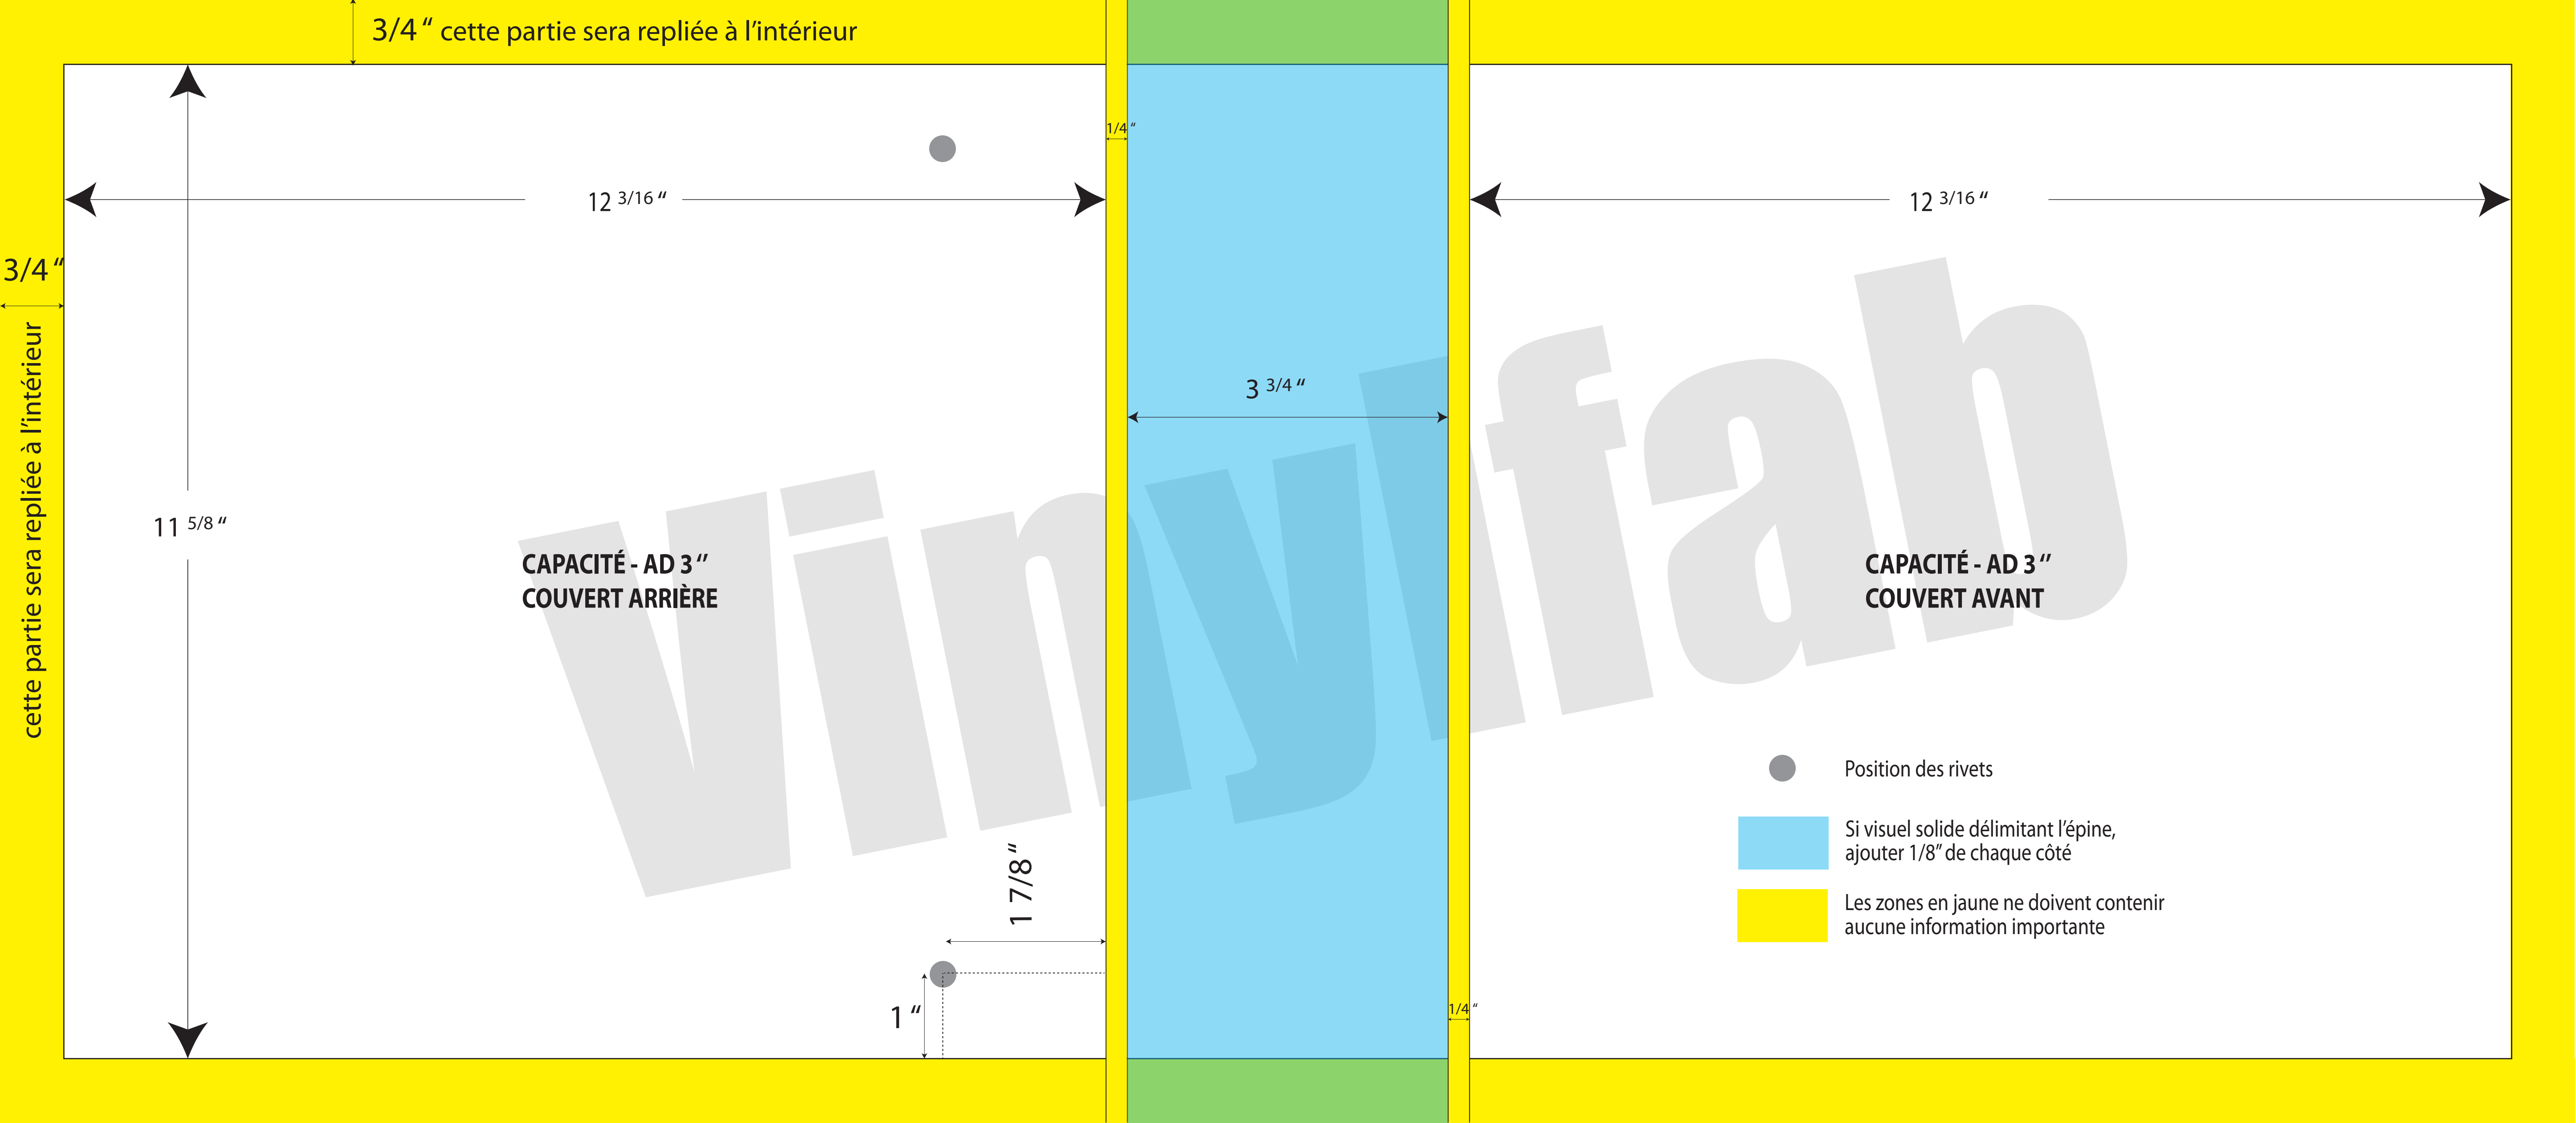 3/4 “ cette partie sera repliée à l’intérieur
1/4 “
12 3/16 “
12 3/16 “
3/4 “
cette partie sera repliée à l’intérieur
3 3/4 “
11 5/8 “
Vinylfab
CAPACITÉ - AD 3 ”
COUVERT ARRIÈRE
CAPACITÉ - AD 3 ”
COUVERT AVANT
Position des rivets
Si visuel solide délimitant l’épine,
ajouter 1/8” de chaque côté
Les zones en jaune ne doivent contenir
aucune information importante
1 7/8 “
1 “
1/4 “